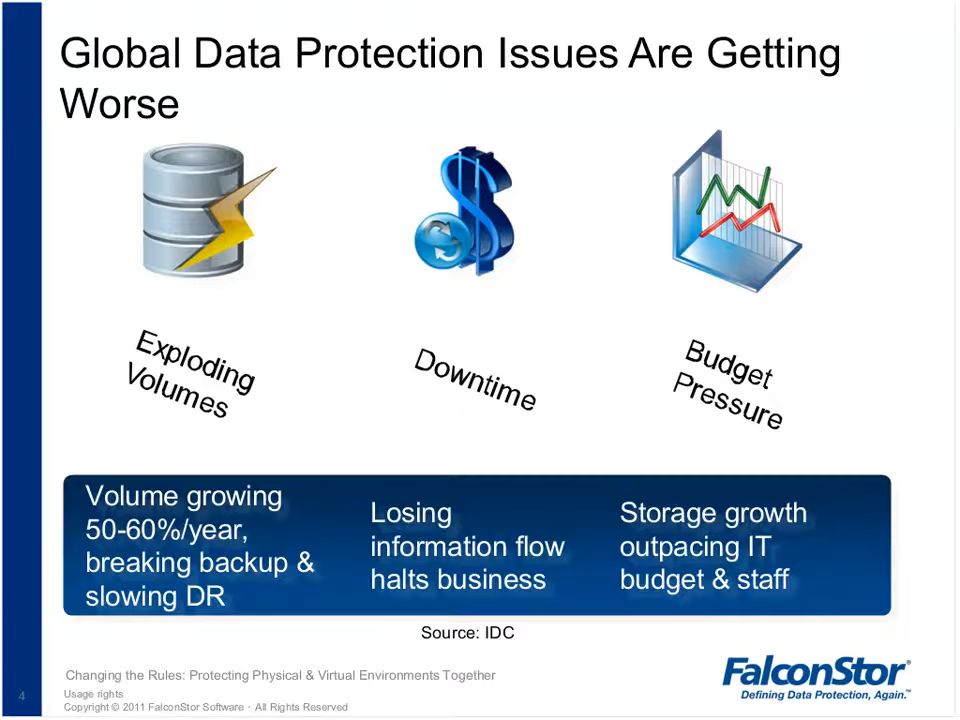 Global Data Protection Issues Are Getting
Worse
Exploding
Volumes
Downtime
Budget
Pressure
Volume growing
50-60%/year,
breaking backup &
slowing DR
Losing
information flow
halts business
Storage growth
outpacing IT
budget & staff
Source: IDC
Changing the Rules: Protecting Physical & Virtual Environments Together
4
Usage rights
Copyright © 2011 FalconStor Software · All Rights Reserved
FalconStor®
Defining Data Protection, Again.™